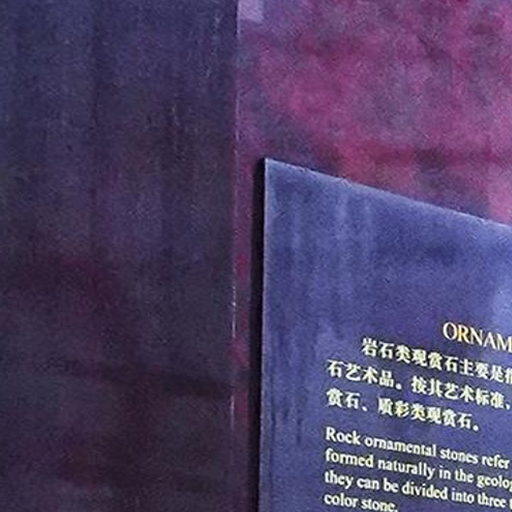 ORNAM
岩石类观赏石主要是
石艺术品。按其艺术标准，
赏石、质彩类观赏石。
Rock ornamental stones refer
formed naturally in the geolog
they can be divided into three
color stone.